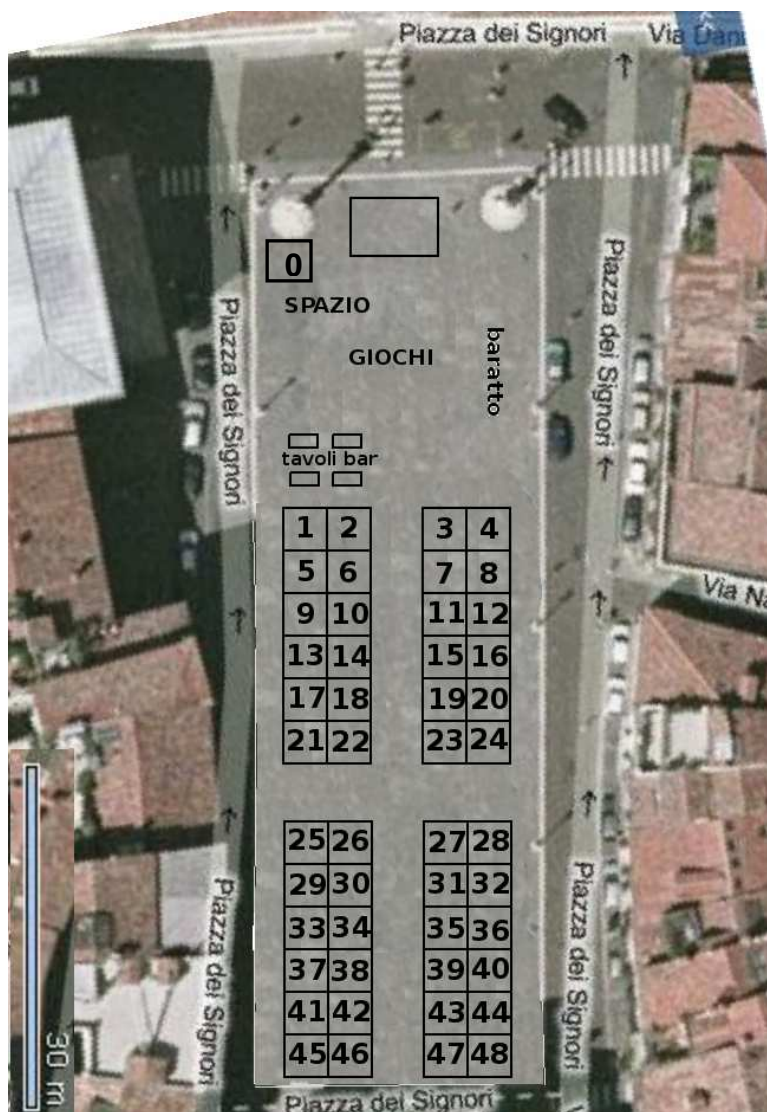 Piazza dei Signori Via Dani
0
SPAZIO
GIOCHI
baratto
Piazza dei Signori
Piazza dei Signori
tavoli bar
1 2 3 4
5 6 7 8
Via Na
9 10 11 12
13 14 15 16
17 18 19 20
21 22 23 24
25 26 27 28
29 30 31 32
33 34 35 36
37 38 39 40
41 42 43 44
45 46 47 48
Piazza dei Signori
Piazza dei Signori
30 m
Piazza dei Signori